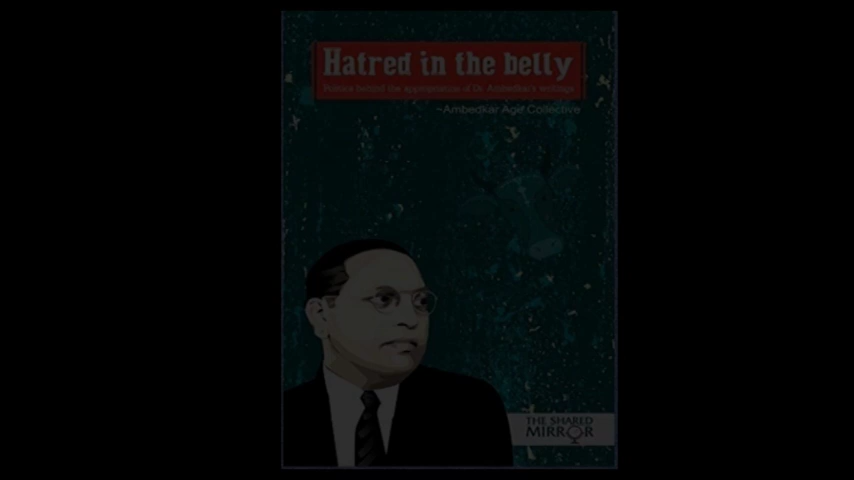 Hatred in the belly
Politics behind the appropriation of Dr Ambedkar's writings
~Ambedkar Age Collective
THE SHARED
MIRROR